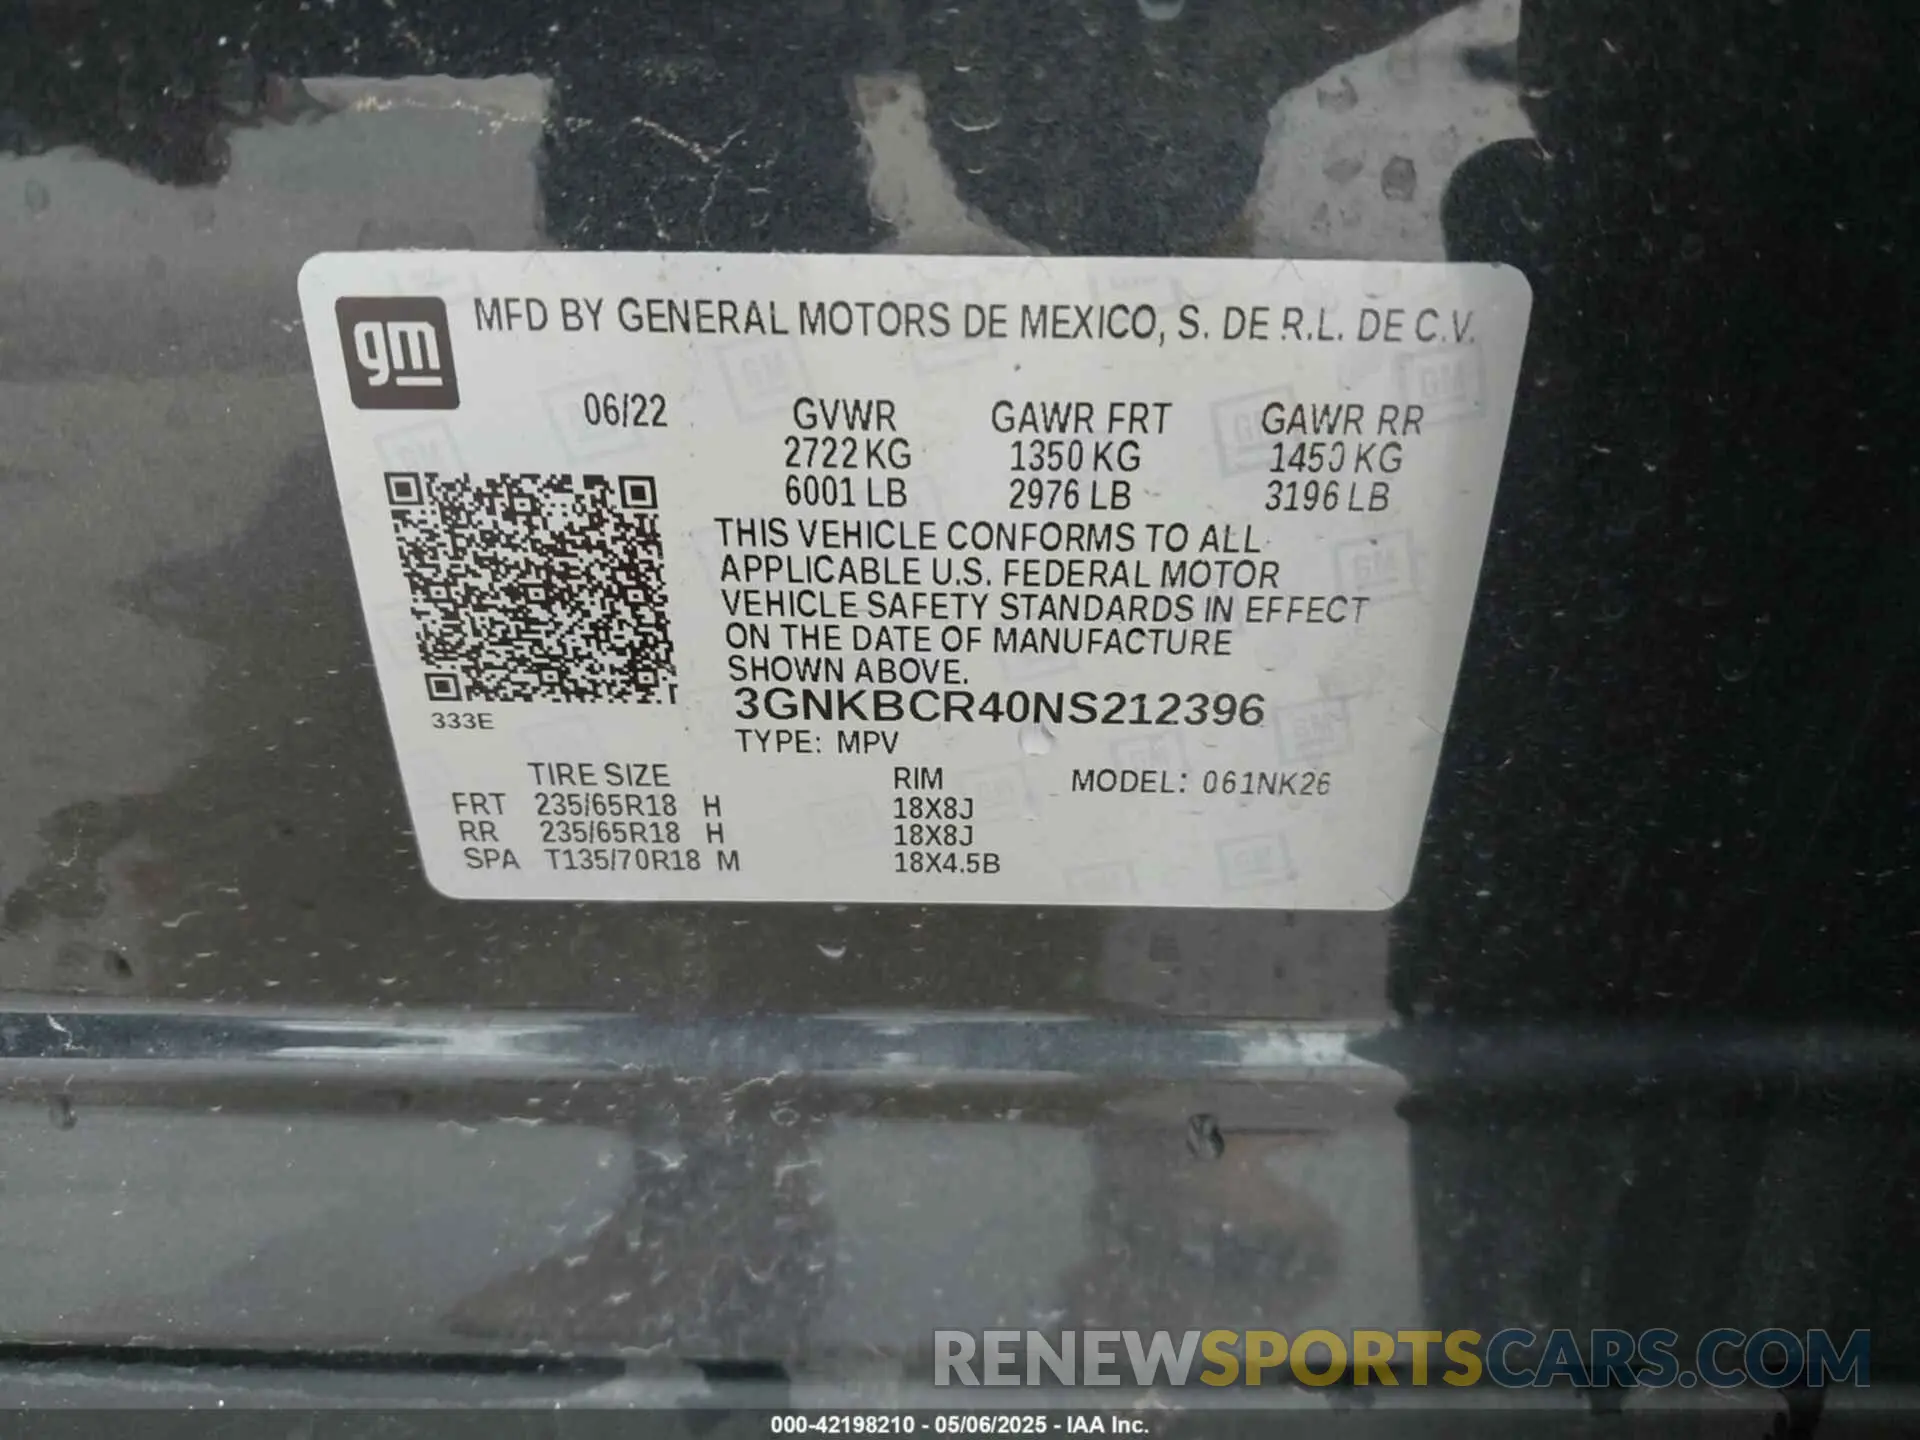 gm
MFD BY GENERAL MOTORS DE MEXICO, S. DE R.L. DE C.V.
06/22 GVWR GAWR FRT GAWR RR
2722 KG 1350 KG 1450 KG
6001 LB 2976 LB 3196 LB
THIS VEHICLE CONFORMS TO ALL
APPLICABLE U.S. FEDERAL MOTOR
VEHICLE SAFETY STANDARDS IN EFFECT
ON THE DATE OF MANUFACTURE
SHOWN ABOVE.
3GNKBCR40NS212396
333E
TYPE: MPV
TIRE SIZE RIM MODEL: 061NK26
FRT 235/65R18 H 18X8J
RR 235/65R18 H 18X8J
SPA T135/70R18 M 18X4.5B
RENEWSPORTSCARS.COM
000-42198210 - 05/06/2025 - IAA Inc.